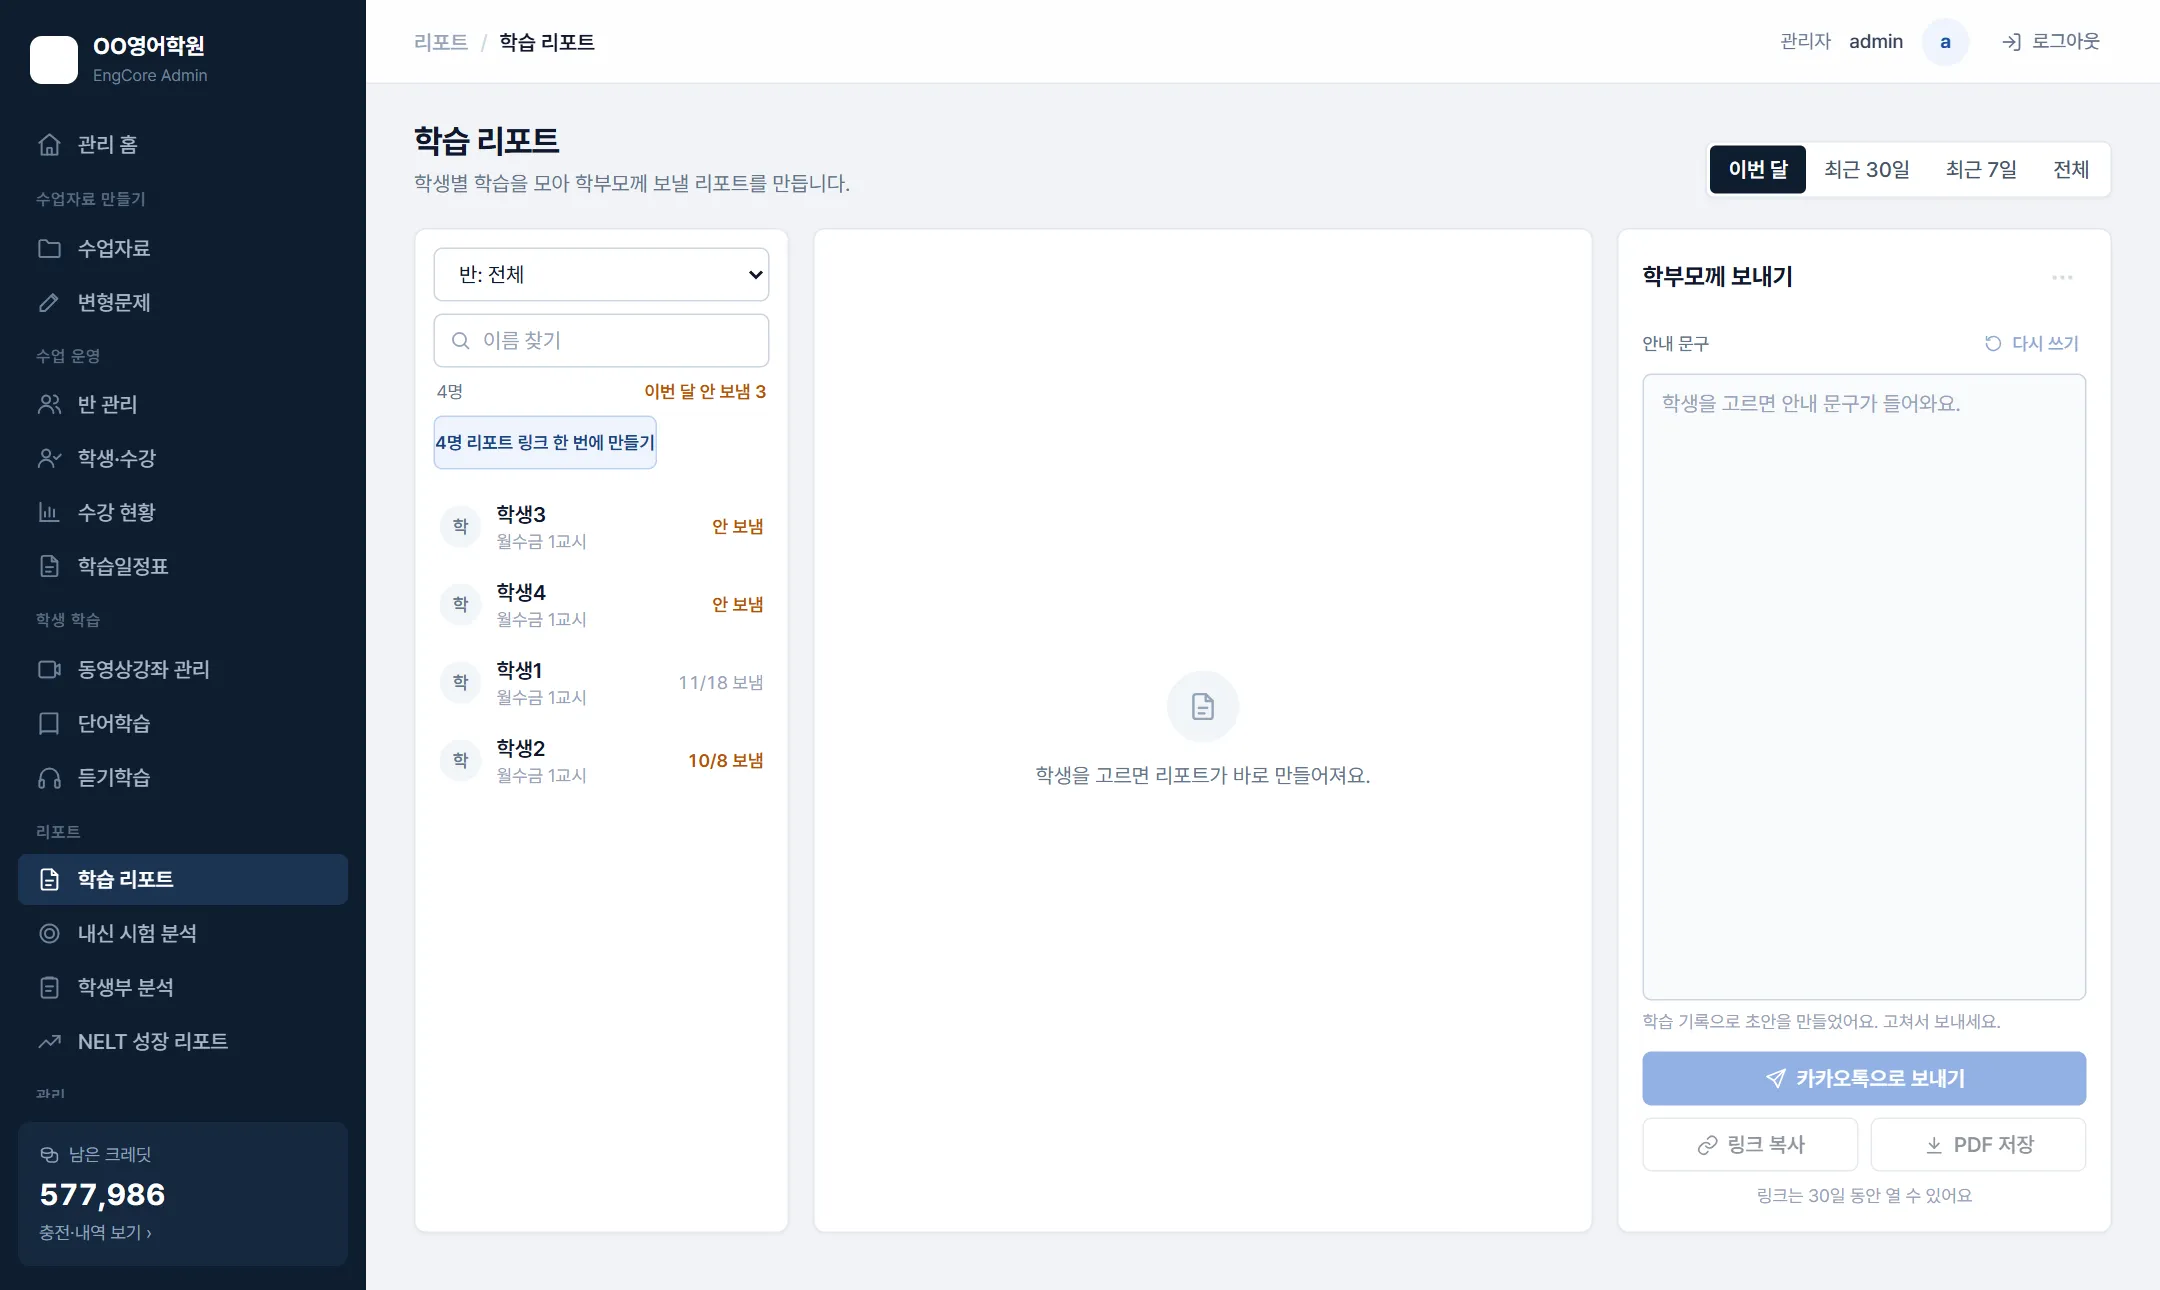 OO영어학원
EngCore Admin
관리 홈
수업자료 만들기
수업자료
변형문제
수업 운영
반 관리
학생·수강
수강 현황
학습일정표
학생 학습
동영상강좌 관리
단어학습
듣기학습
리포트
학습 리포트
내신 시험 분석
학생부 분석
NELT 성장 리포트
관리
남은 크레딧
577,986
충전·내역 보기 ›
리포트 / 학습 리포트
관리자 admin a 로그아웃
학습 리포트
학생별 학습을 모아 학부모께 보낼 리포트를 만듭니다.
이번 달 최근 30일 최근 7일 전체
반: 전체
이름 찾기
4명 이번 달 안 보냄 3
4명 리포트 링크 한 번에 만들기
학 학생3 안 보냄
월수금 1교시
학 학생4 안 보냄
월수금 1교시
학 학생1 11/18 보냄
월수금 1교시
학 학생2 10/8 보냄
월수금 1교시
학생을 고르면 리포트가 바로 만들어져요.
학부모께 보내기
안내 문구 다시 쓰기
학생을 고르면 안내 문구가 들어와요.
학습 기록으로 초안을 만들었어요. 고쳐서 보내세요.
카카오톡으로 보내기
링크 복사 PDF 저장
링크는 30일 동안 열 수 있어요